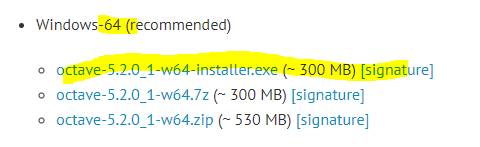 Windows-64 (recommended)
octave-5.2.0_1-w64-installer.exe (~ 300 MB) [signature]
octave-5.2.0_1-w64.7z (~ 300 MB) [signature]
octave-5.2.0_1-w64.zip (~ 530 MB) [signature]